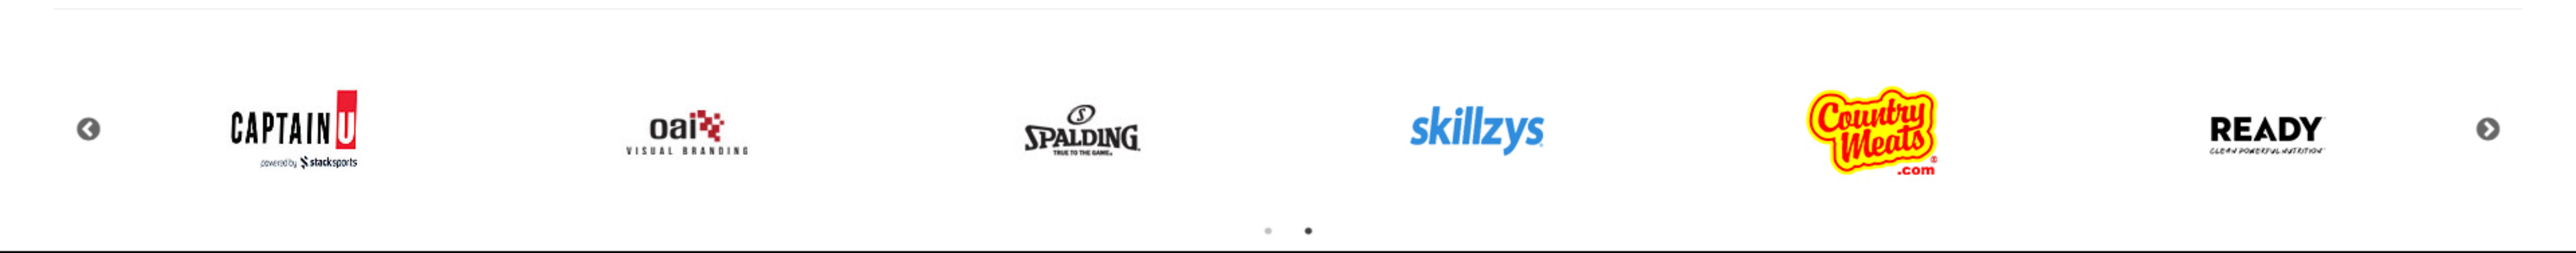 CAPTAIN U
powered by stacksports
oai
VISUAL BRANDING
S
SPALDING
TRUE TO THE GAME.
skillzys
Country
Meats
®
.com
READY
CLEAN POWERFUL NUTRITION